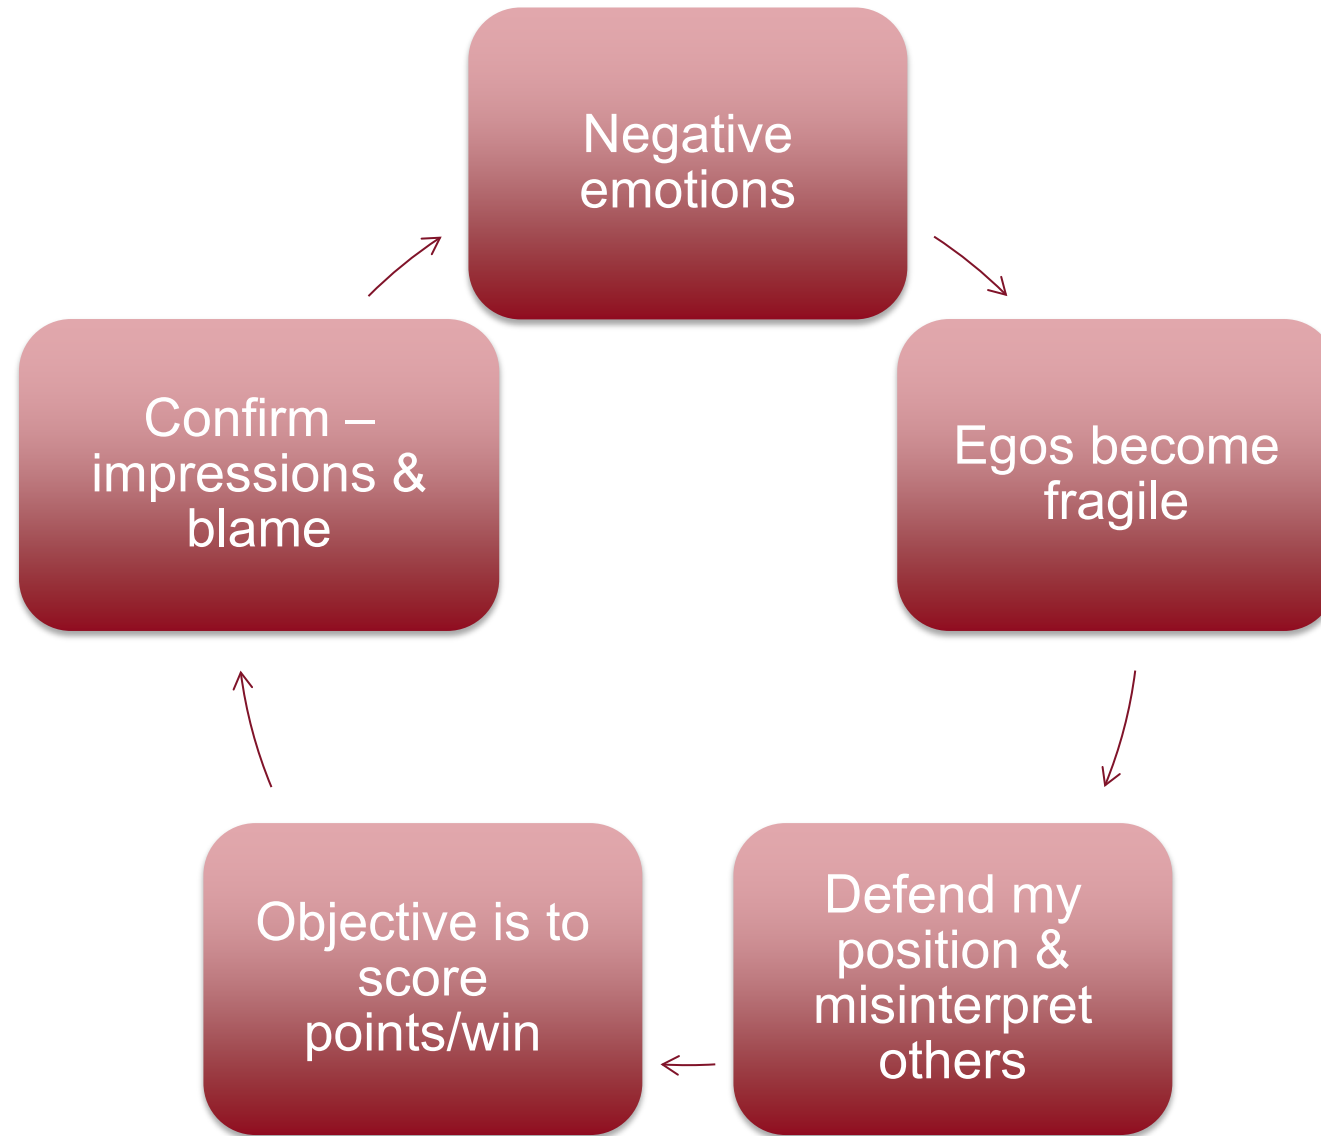 Negative
emotions
Egos become
fragile
Defend my
position &
misinterpret
others
Objective is to
score
points/win
Confirm –
impressions &
blame